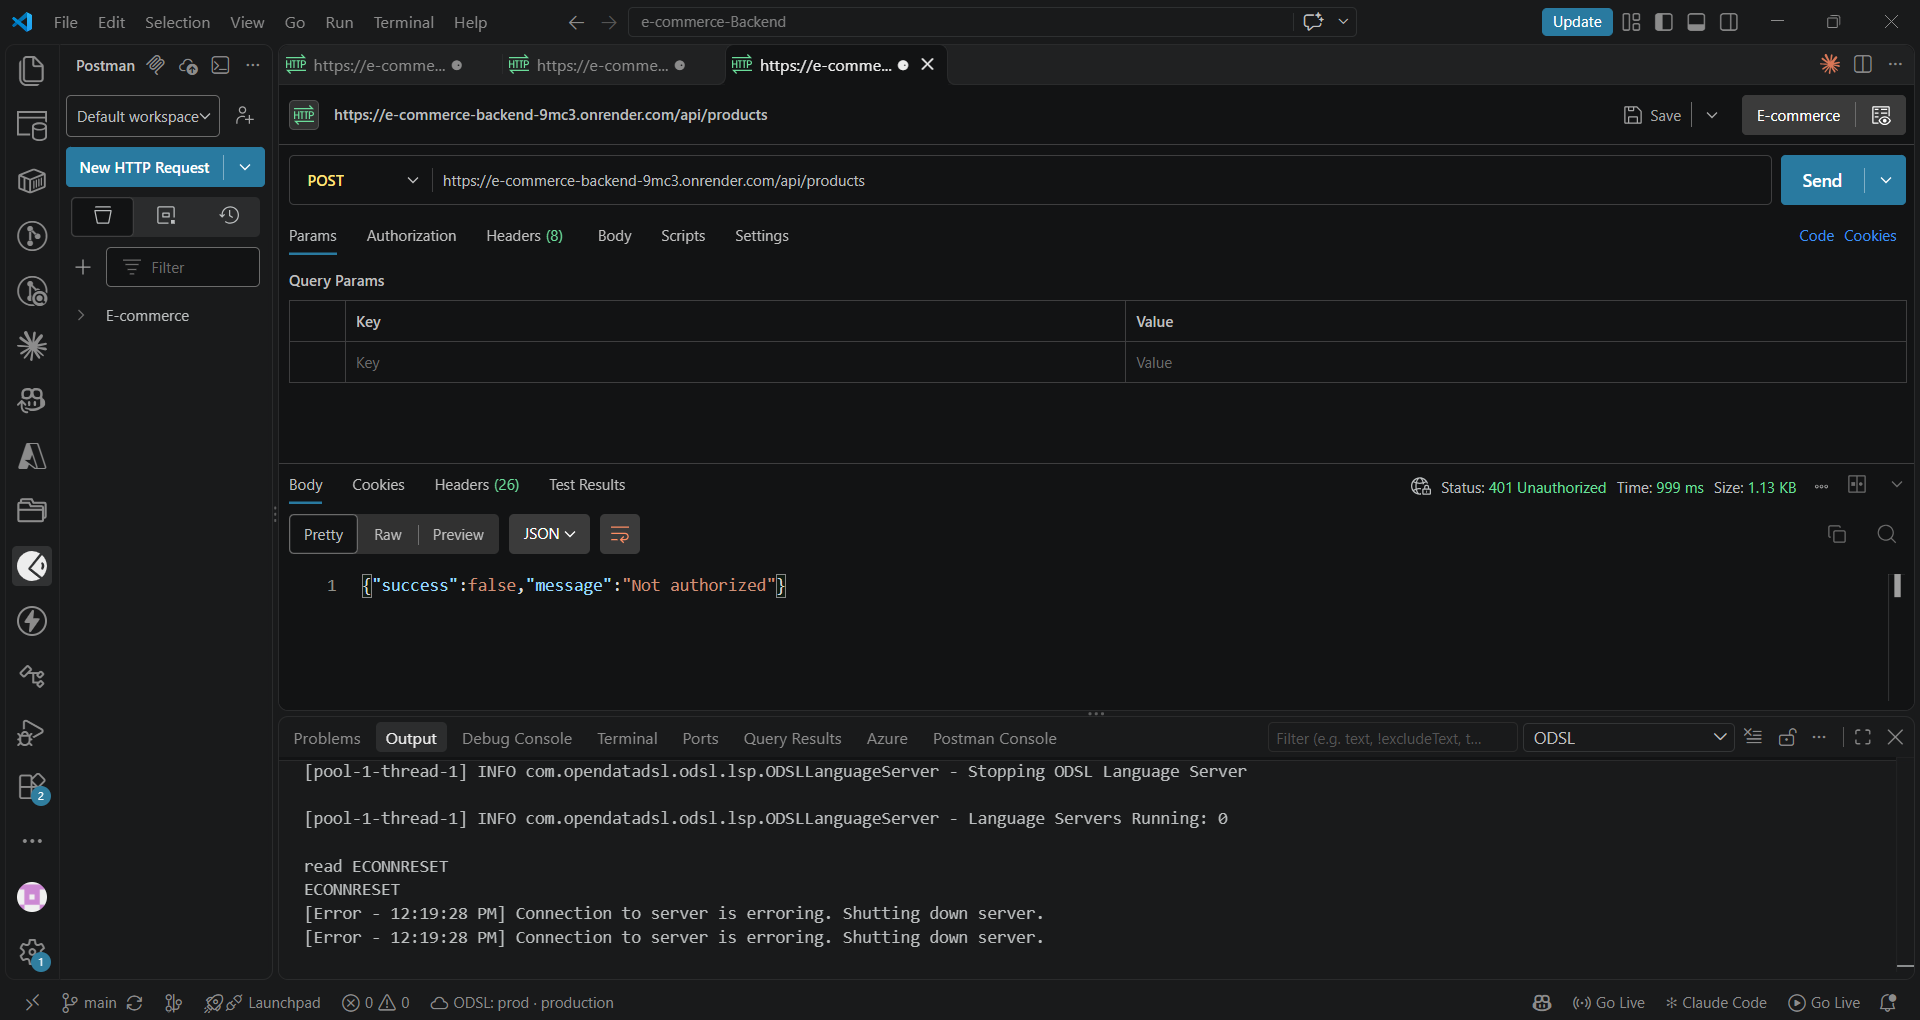 File Edit Selection View Go Run Terminal Help
e-commerce-Backend
Update
Postman
https://e-comme...
https://e-comme...
https://e-comme...
Default workspace
HTTP https://e-commerce-backend-9mc3.onrender.com/api/products
Save
E-commerce
New HTTP Request
POST
https://e-commerce-backend-9mc3.onrender.com/api/products
Send
Params Authorization Headers (8) Body Scripts Settings
Code Cookies
Filter
Query Params
E-commerce
Key Value
Key Value
Body Cookies Headers (26) Test Results
Status: 401 Unauthorized Time: 999 ms Size: 1.13 KB
Pretty Raw Preview JSON
1 {"success":false,"message":"Not authorized"}
Problems Output Debug Console Terminal Ports Query Results Azure Postman Console
Filter (e.g. text, !excludeText, t...
ODSL
[pool-1-thread-1] INFO com.opendatadsl.odsl.lsp.ODSLLanguageServer - Stopping ODSL Language Server
[pool-1-thread-1] INFO com.opendatadsl.odsl.lsp.ODSLLanguageServer - Language Servers Running: 0
read ECONNRESET
ECONNRESET
[Error - 12:19:28 PM] Connection to server is erroring. Shutting down server.
[Error - 12:19:28 PM] Connection to server is erroring. Shutting down server.
2
1
main
Launchpad
0 0
ODSL: prod · production
Go Live
Claude Code
Go Live